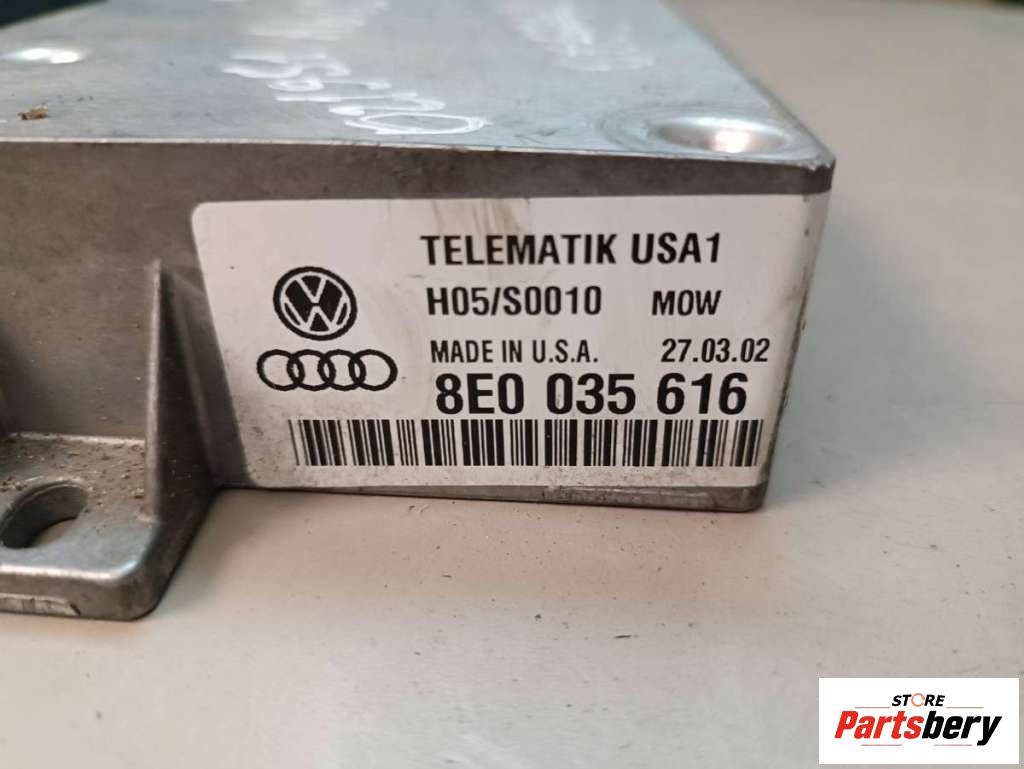 TELEMATIK USA1
H05/S0010 MOW
MADE IN U.S.A. 27.03.02
8E0 035 616
STORE
Partsbery